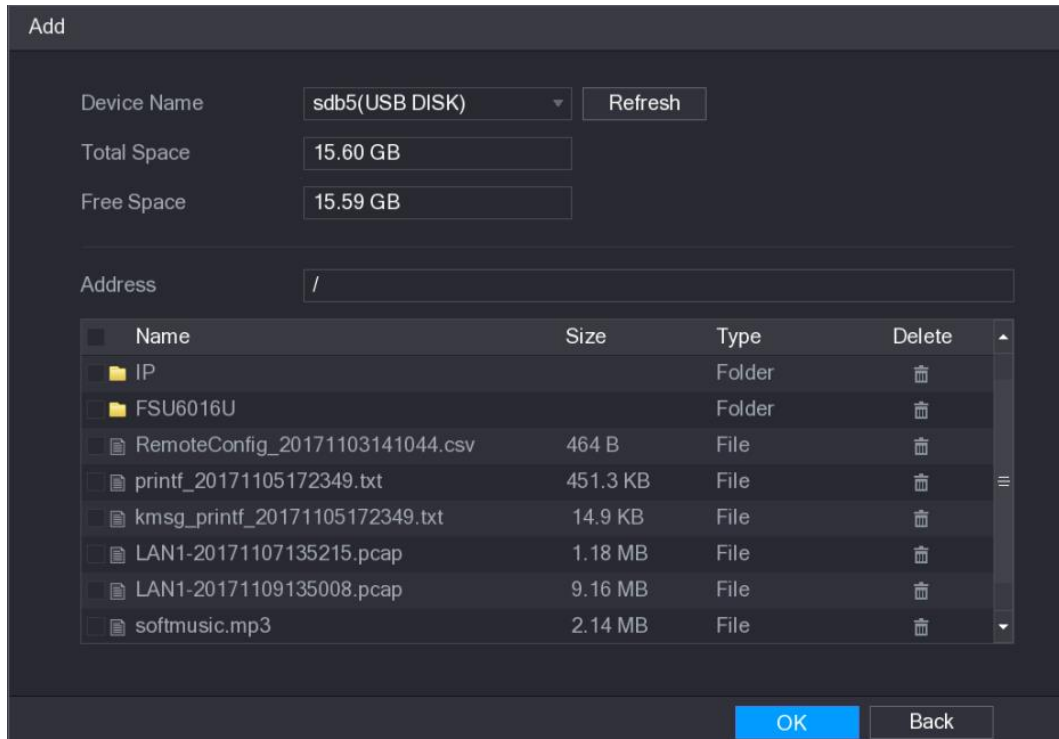 Add
Device Name sdb5(USB DISK) Refresh
Total Space 15.60 GB
Free Space 15.59 GB
Address /
Name Size Type Delete
IP Folder
FSU6016U Folder
RemoteConfig_20171103141044.csv 464 B File
printf_20171105172349.txt 451.3 KB File
kmsg_printf_20171105172349.txt 14.9 KB File
LAN1-20171107135215.pcap 1.18 MB File
LAN1-20171109135008.pcap 9.16 MB File
softmusic.mp3 2.14 MB File
OK Back